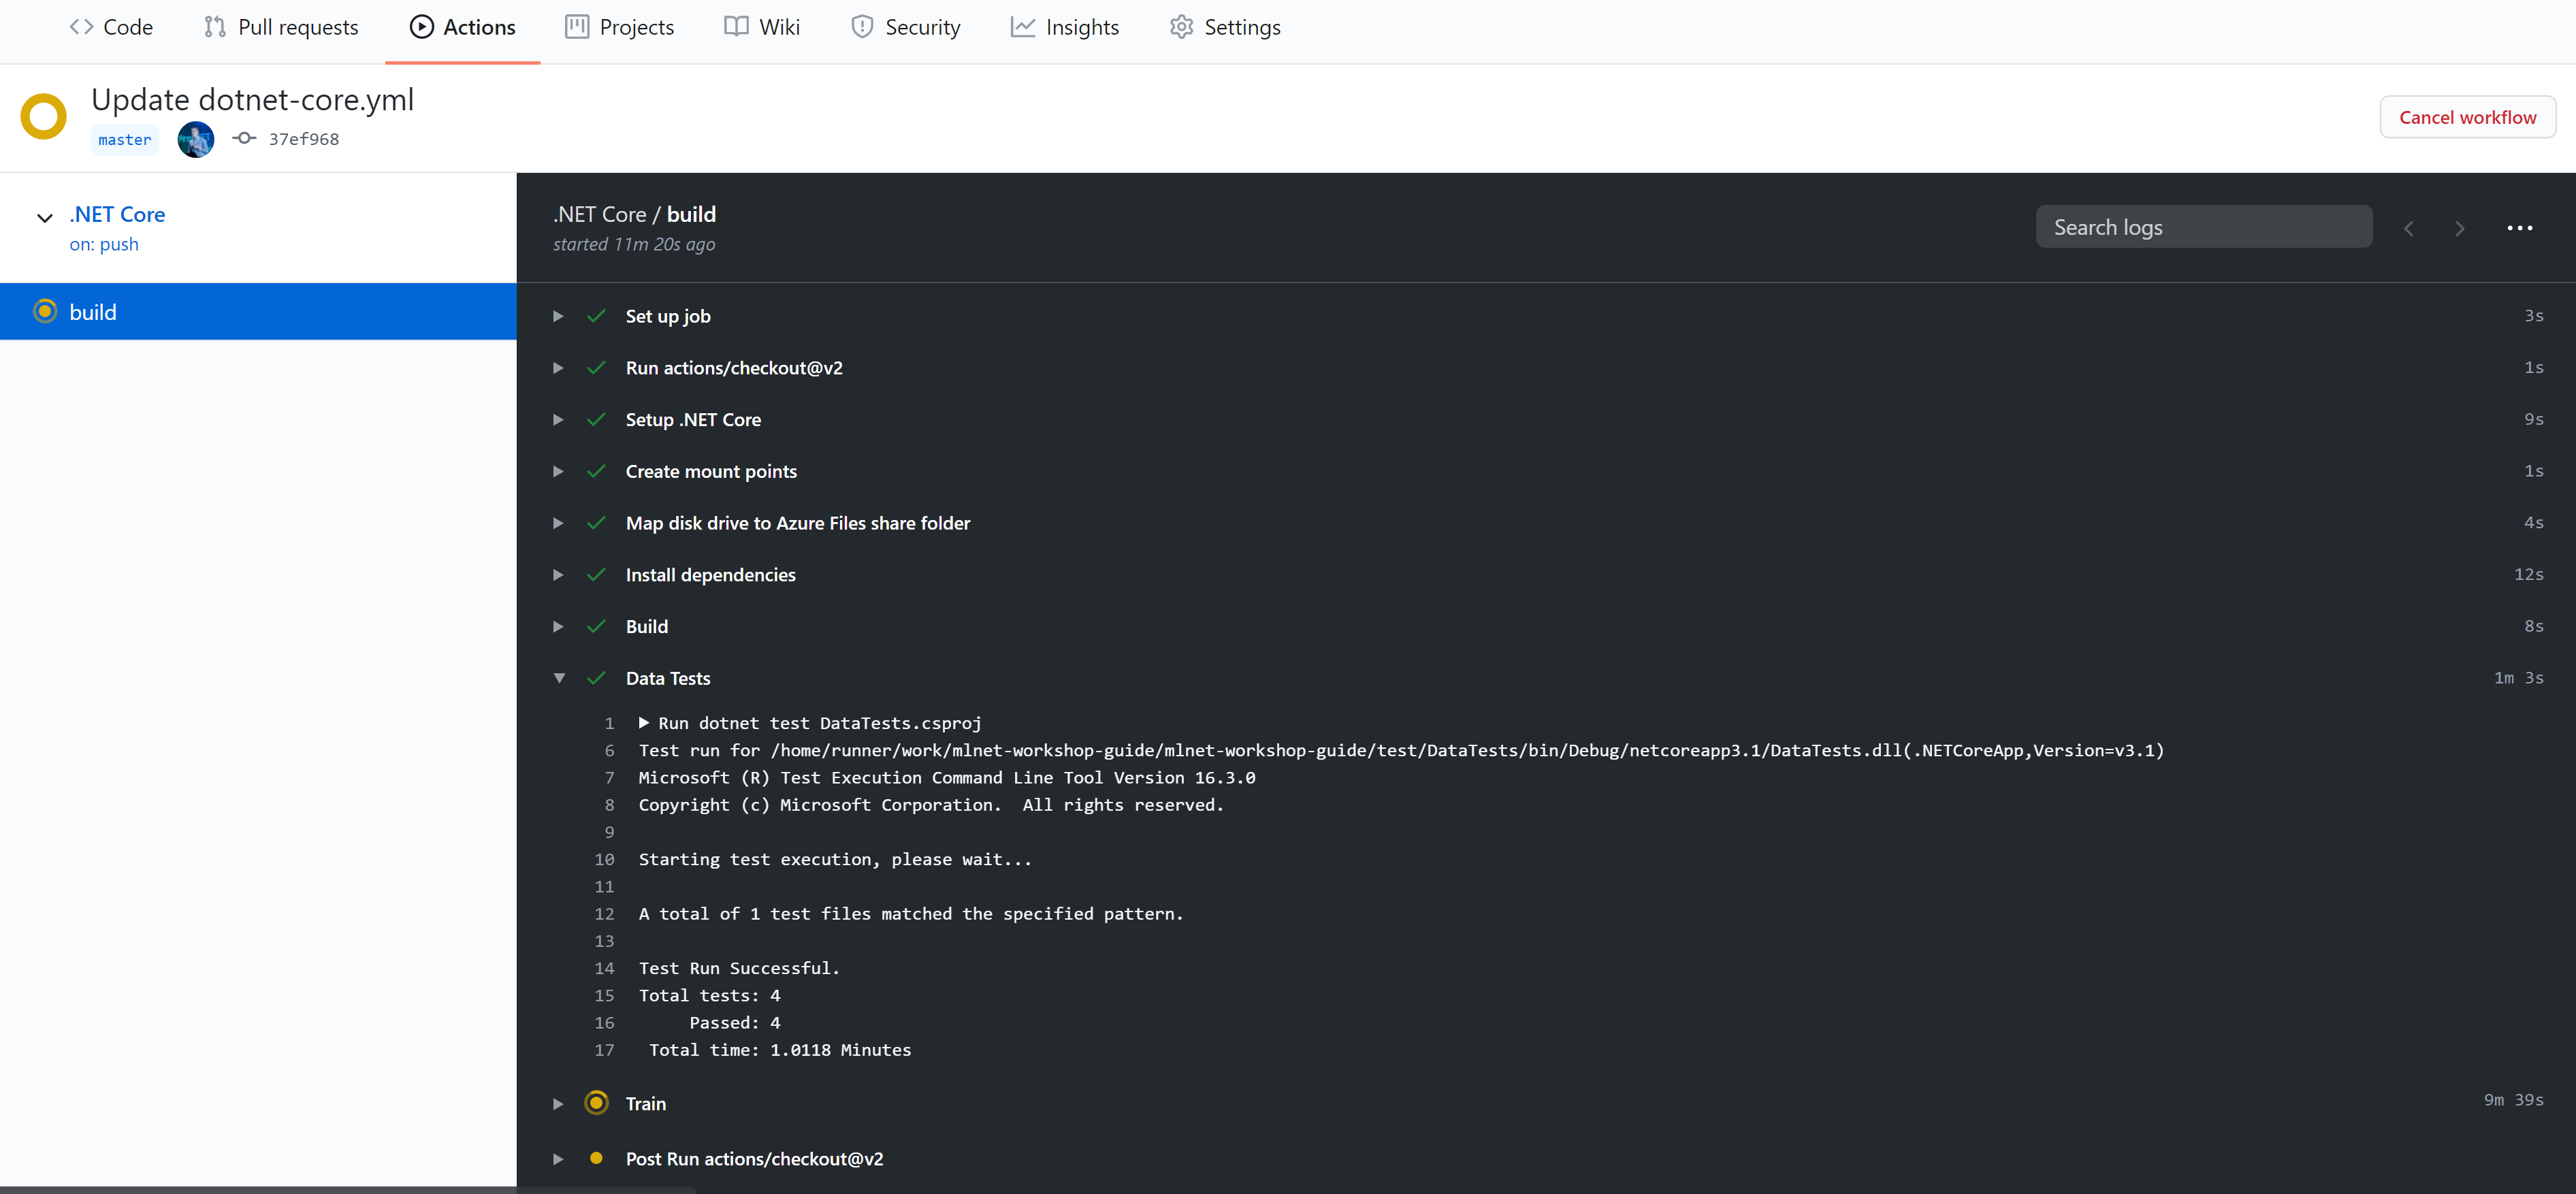 Code Pull requests Actions Projects Wiki Security Insights Settings
Update dotnet-core.yml
master 37ef968
Cancel workflow
.NET Core
on: push
build
.NET Core / build
started 11m 20s ago
Search logs
Set up job 3s
Run actions/checkout@v2 1s
Setup .NET Core 9s
Create mount points 1s
Map disk drive to Azure Files share folder 4s
Install dependencies 12s
Build 8s
Data Tests 1m 3s
1 Run dotnet test DataTests.csproj
6 Test run for /home/runner/work/mlnet-workshop-guide/mlnet-workshop-guide/test/DataTests/bin/Debug/netcoreapp3.1/DataTests.dll(.NETCoreApp,Version=v3.1)
7 Microsoft (R) Test Execution Command Line Tool Version 16.3.0
8 Copyright (c) Microsoft Corporation.  All rights reserved.
9
10 Starting test execution, please wait...
11
12 A total of 1 test files matched the specified pattern.
13
14 Test Run Successful.
15 Total tests: 4
16 Passed: 4
17 Total time: 1.0118 Minutes
Train 9m 39s
Post Run actions/checkout@v2